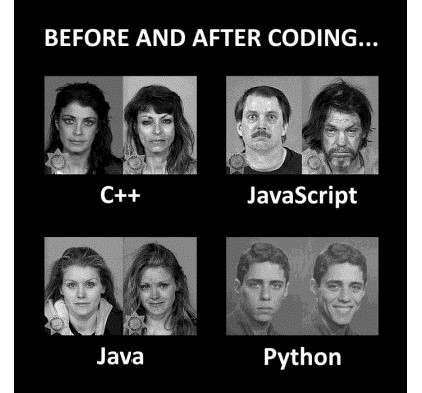 BEFORE AND AFTER CODING...
C++
JavaScript
Java
Python